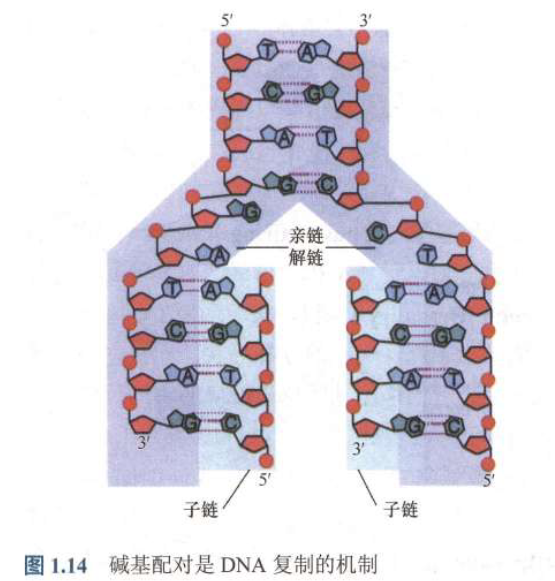 5′ 3′
T A
C G
A T
G C
G C
亲链
解链
A T
T A T A
C G C G
A T A T
G C G C
3′ 3′
5′ 5′
子链 子链
图 1.14 碱基配对是 DNA 复制的机制